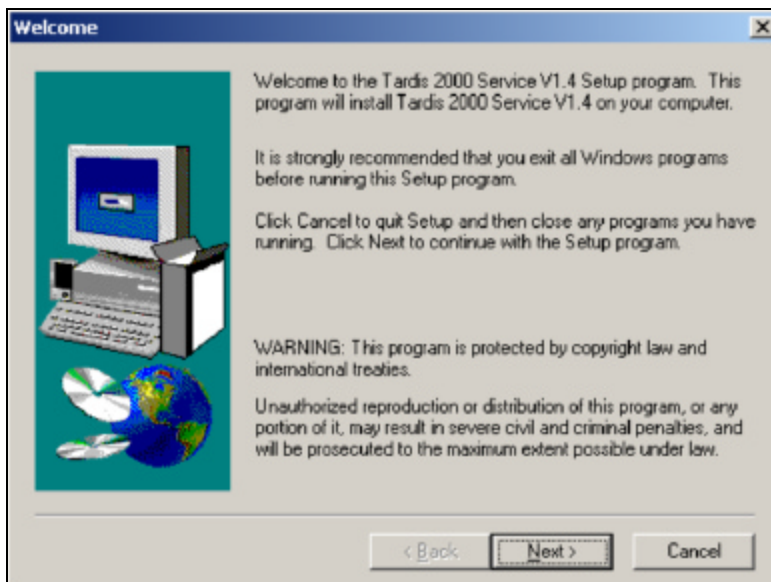 Welcome
Welcome to the Tardis 2000 Service V1.4 Setup program. This
program will install Tardis 2000 Service V1.4 on your computer.
It is strongly recommended that you exit all Windows programs
before running this Setup program.
Click Cancel to quit Setup and then close any programs you have
running. Click Next to continue with the Setup program.
WARNING: This program is protected by copyright law and
international treaties.
Unauthorized reproduction or distribution of this program, or any
portion of it, may result in severe civil and criminal penalties, and
will be prosecuted to the maximum extent possible under law.
< Back Next > Cancel